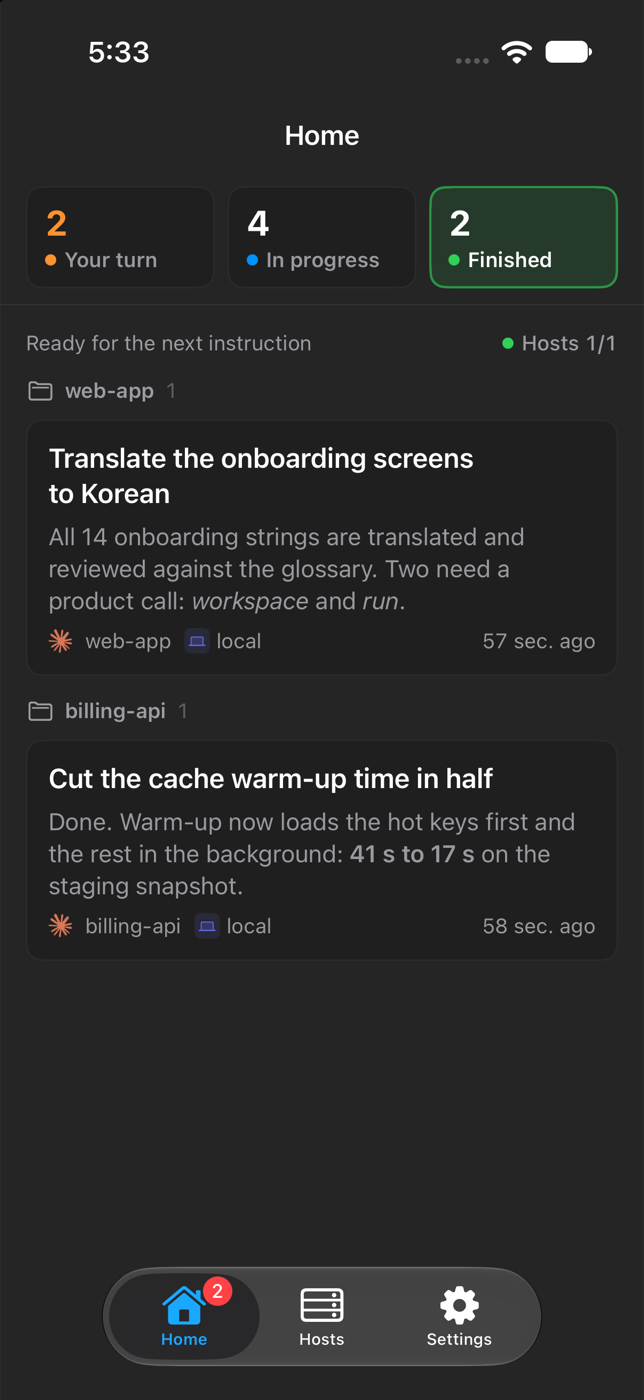 5:33
Home
2
Your turn
4
In progress
2
Finished
Ready for the next instruction
Hosts 1/1
web-app 1
Translate the onboarding screens
to Korean
All 14 onboarding strings are translated and
reviewed against the glossary. Two need a
product call: workspace and run.
web-app local 57 sec. ago
billing-api 1
Cut the cache warm-up time in half
Done. Warm-up now loads the hot keys first and
the rest in the background: 41 s to 17 s on the
staging snapshot.
billing-api local 58 sec. ago
2
Home
Hosts
Settings